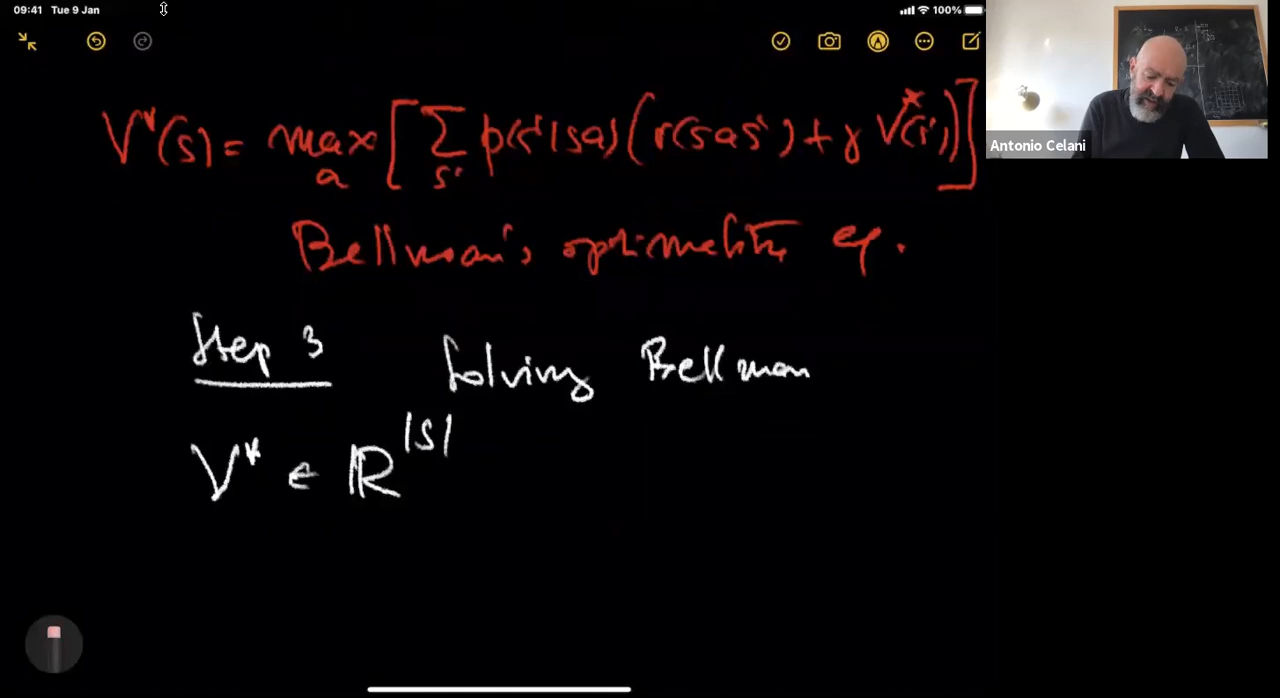 09:41 Tue 9 Jan 100%
V*(s) = max_a [ Σ_s' p(s'|sa) ( r(sas') + γ V*(s') ) ]
Bellman's optimality eq.
Step 3 Solving Bellman
V* ∈ ℝ^|S|
Antonio Celani